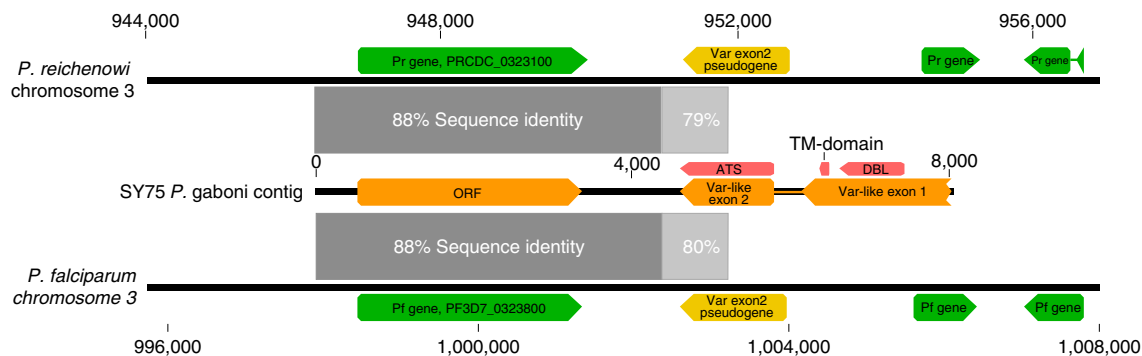 944,000 948,000 952,000 956,000
P. reichenowi
chromosome 3
Pr gene, PRCDC_0323100
Var exon2
pseudogene
Pr gene
Pr gene
88% Sequence identity
79%
TM-domain
0 4,000 8,000
ATS
DBL
SY75 P. gaboni contig
ORF
Var-like
exon 2
Var-like exon 1
88% Sequence identity
80%
P. falciparum
chromosome 3
Pf gene, PF3D7_0323800
Var exon2
pseudogene
Pf gene
Pf gene
996,000 1,000,000 1,004,000 1,008,000